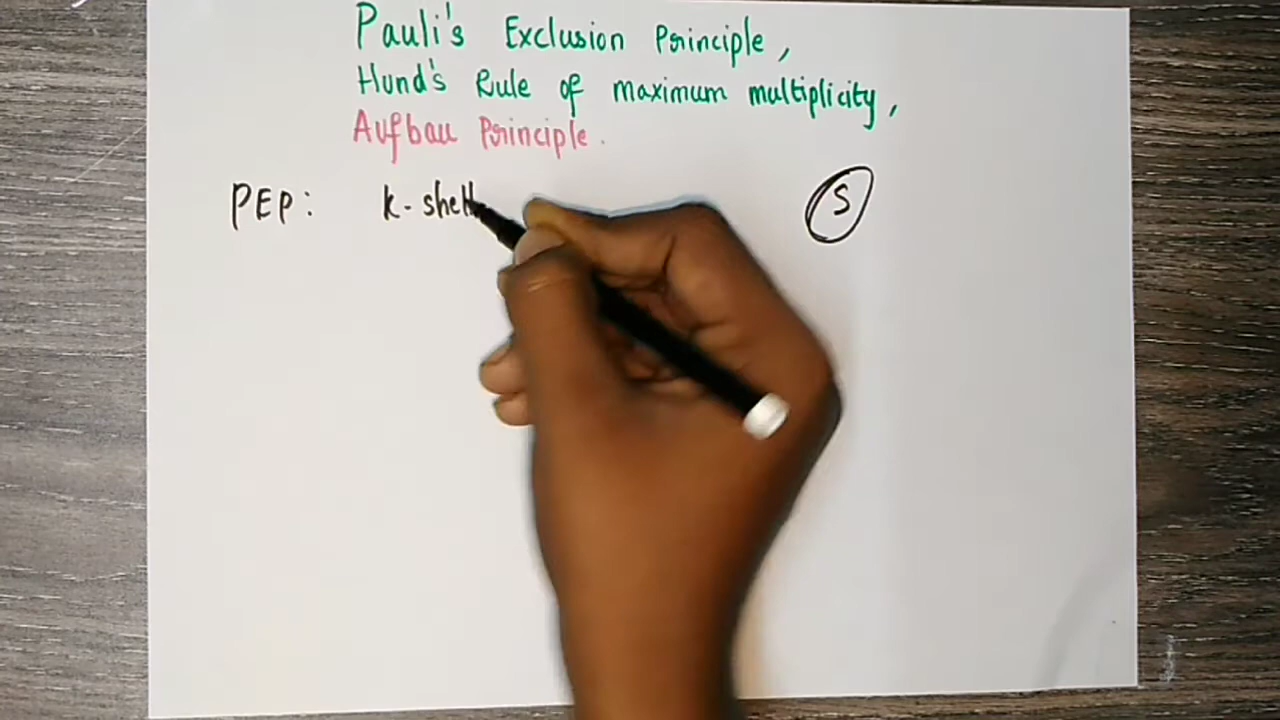 Pauli's Exclusion Principle,
Hund's Rule of maximum multiplicity,
Aufbau Principle.
PEP: K-shell S